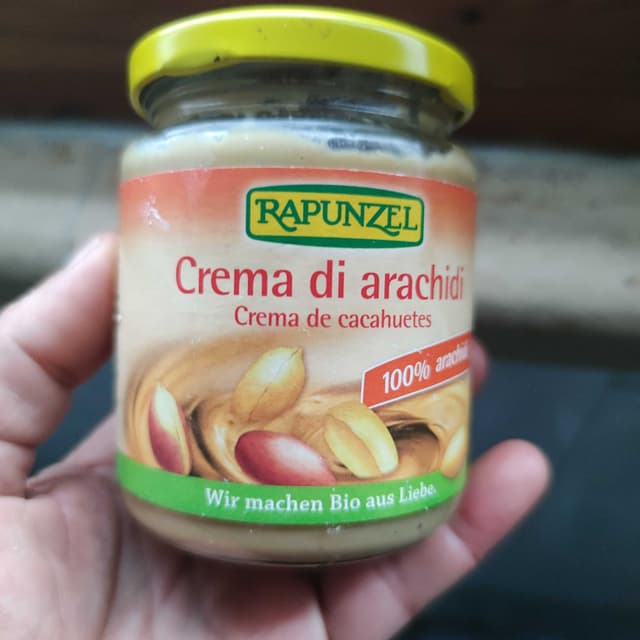 RAPUNZEL
Crema di arachidi
Crema de cacahuetes
100% arachidi
Wir machen Bio aus Liebe.